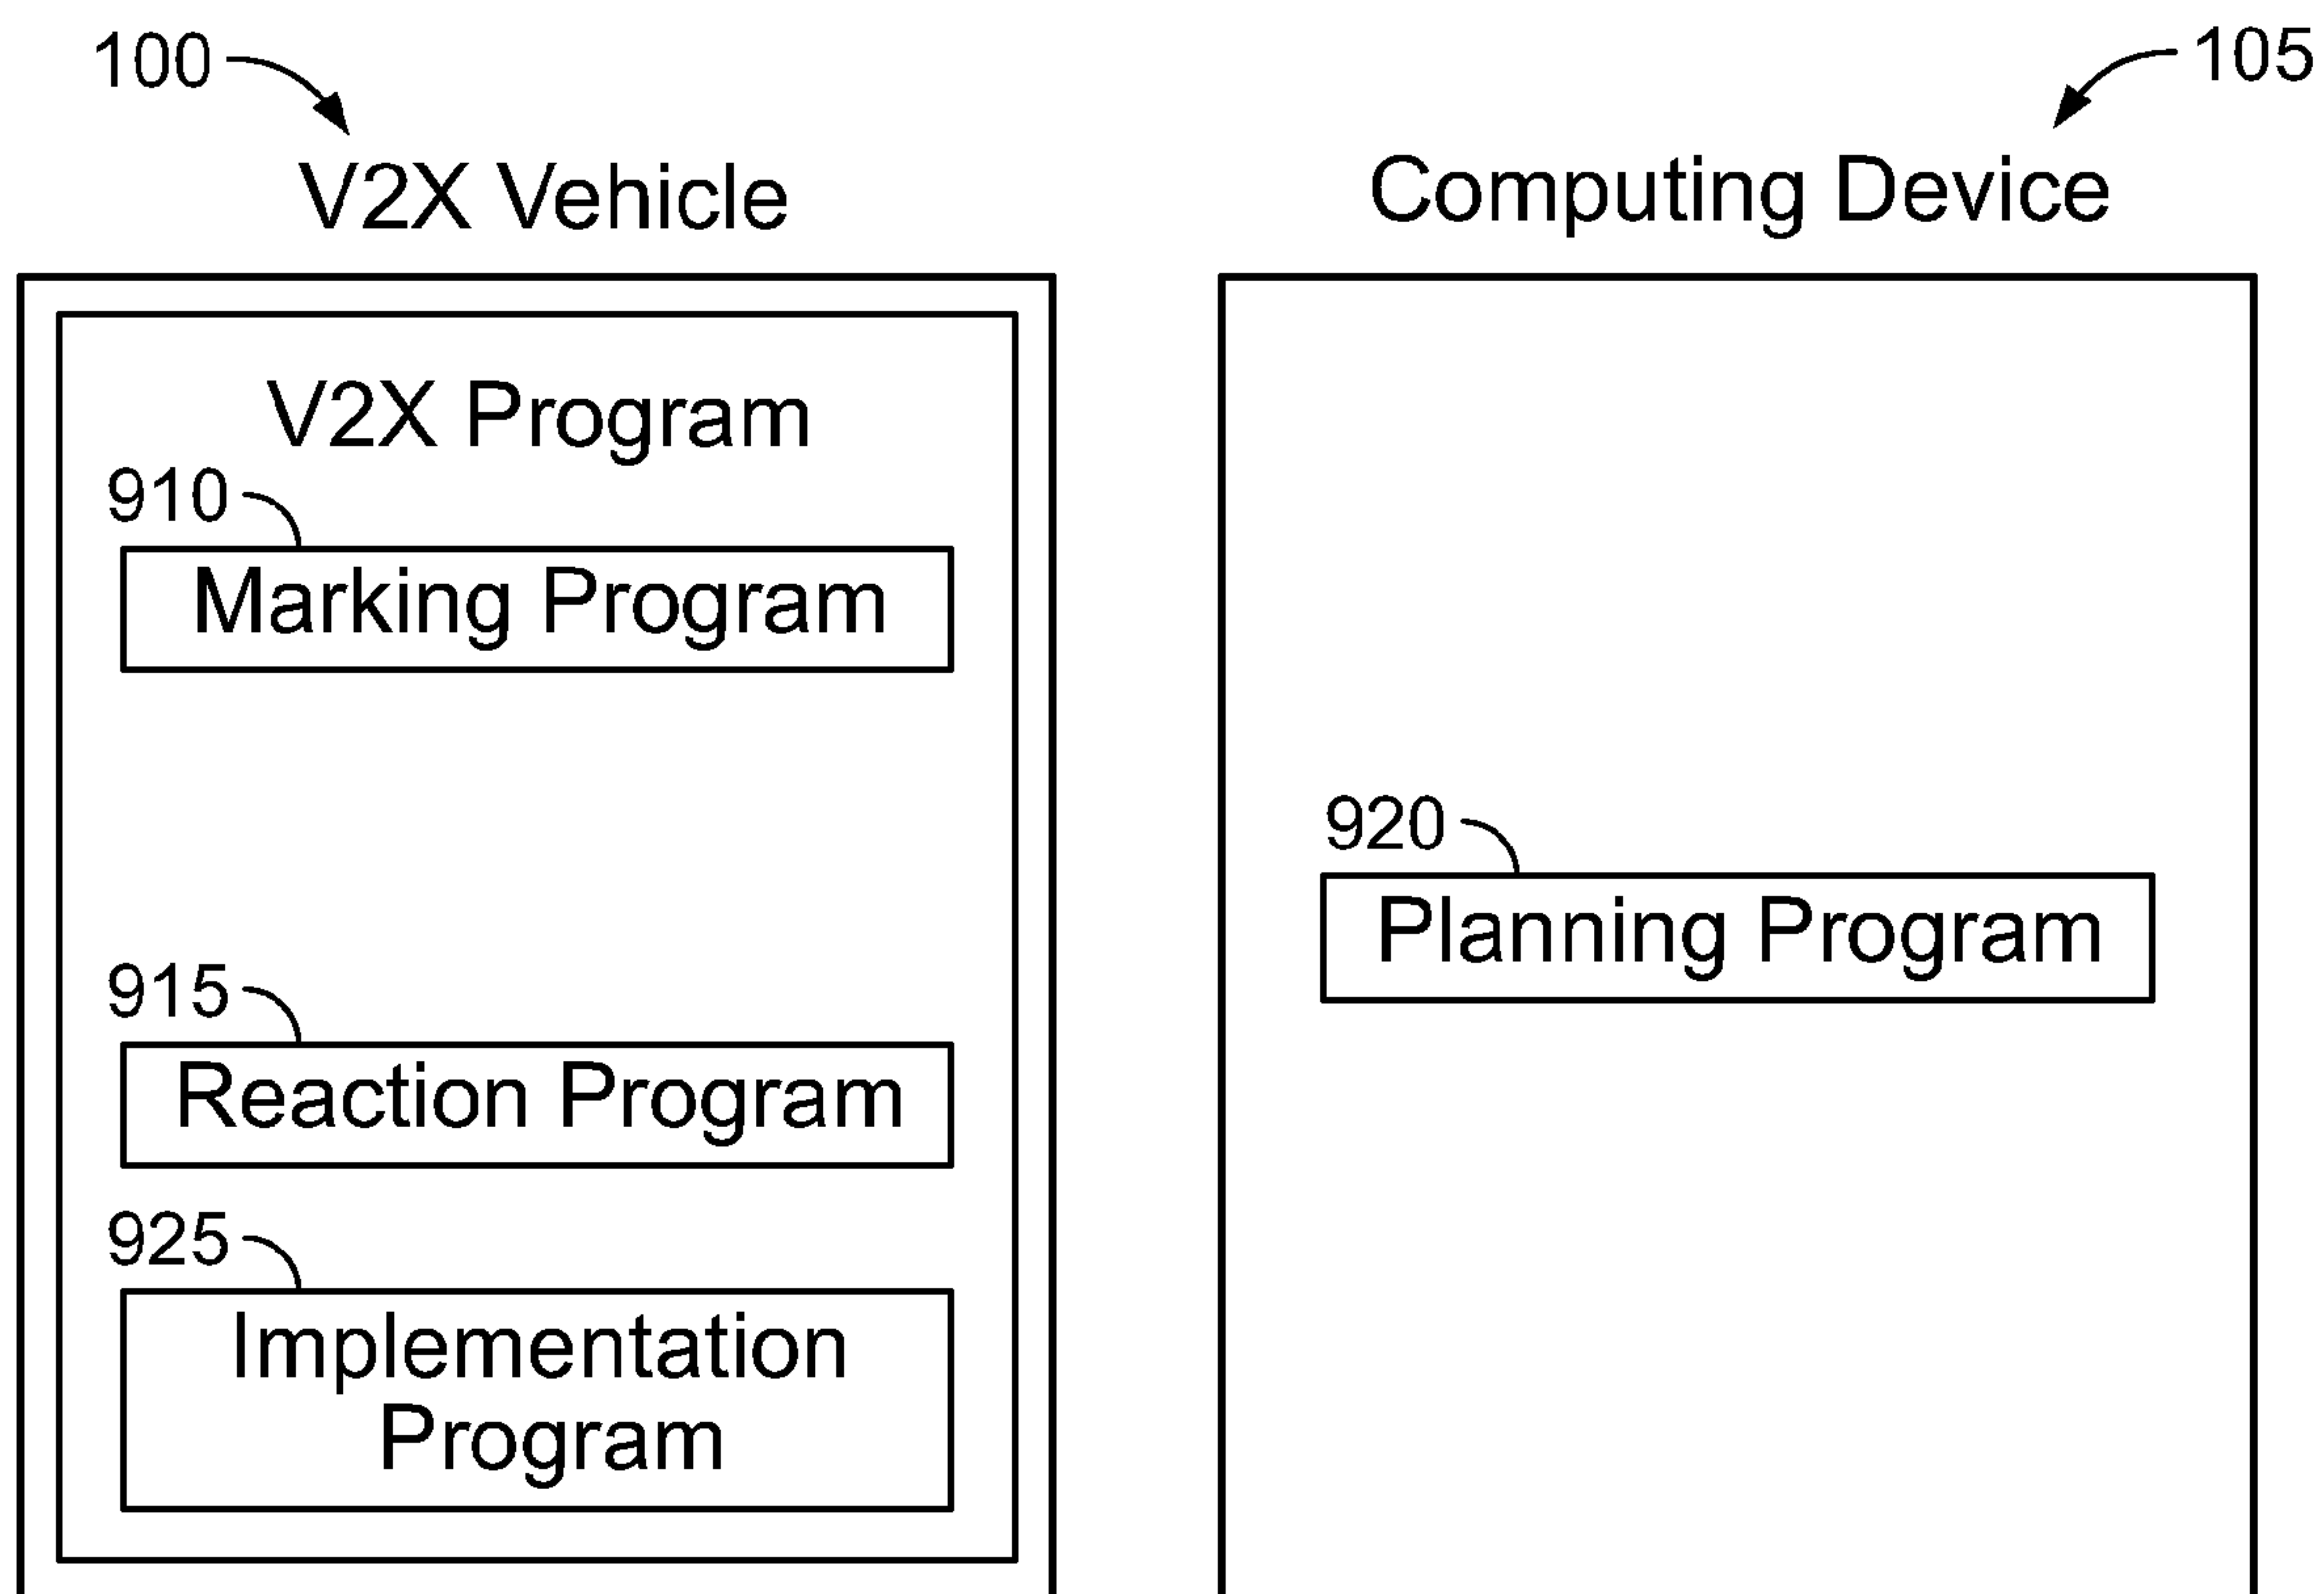 100
105
V2X Vehicle
Computing Device
V2X Program
910
Marking Program
920
Planning Program
915
Reaction Program
925
Implementation
Program